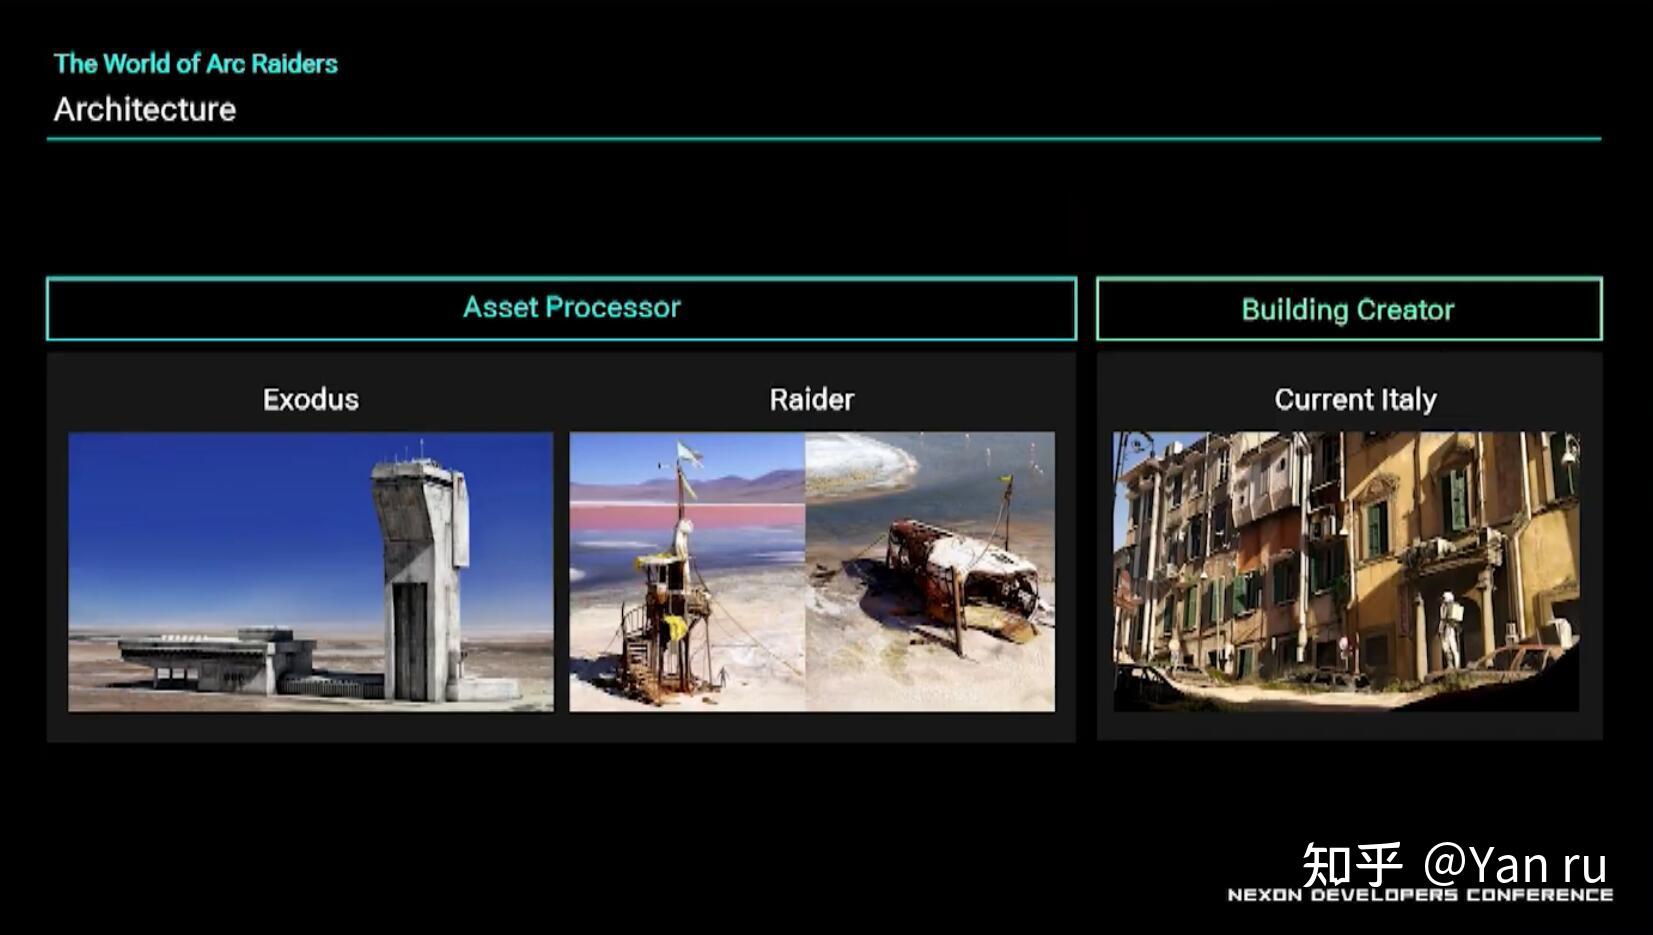 The World of Arc Raiders
Architecture
Asset Processor
Building Creator
Exodus
Raider
Current Italy
知乎 @Yan ru
NEXON DEVELOPERS CONFERENCE